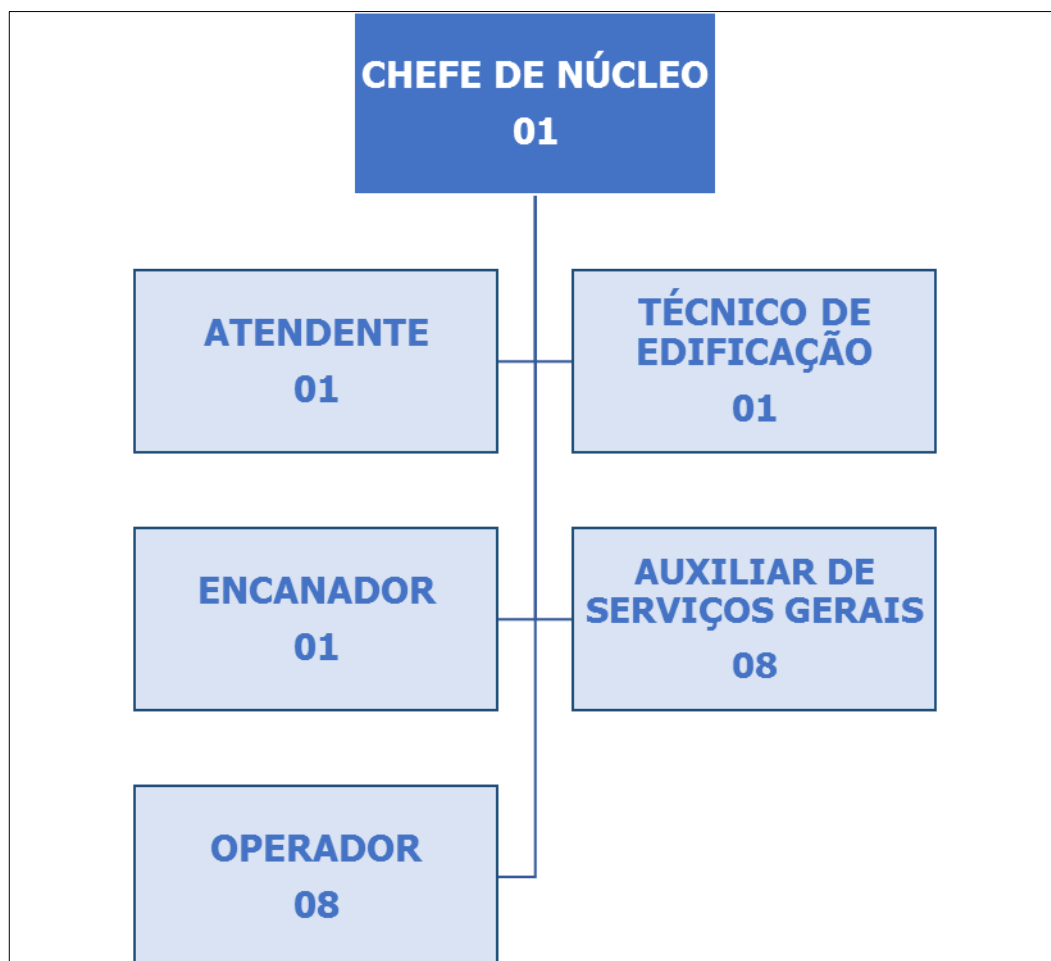 CHEFE DE NÚCLEO
01
ATENDENTE
01
TÉCNICO DE
EDIFICAÇÃO
01
ENCANADOR
01
AUXILIAR DE
SERVIÇOS GERAIS
08
OPERADOR
08